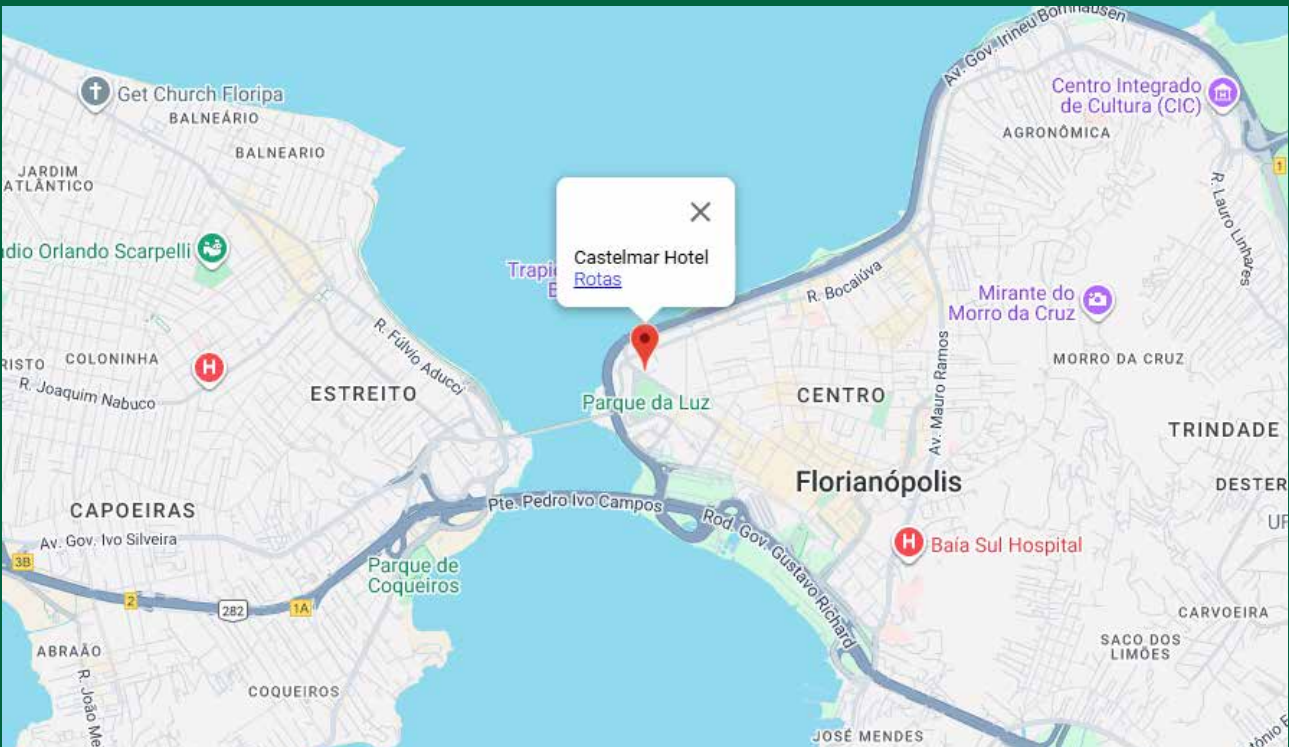 Av. Gov. Irineu Bornhausen
Get Church Floripa
BALNEÁRIO
Centro Integrado
de Cultura (CIC)
AGRONÔMICA
BALNEARIO
JARDIM
ATLÂNTICO
1
R. Lauro Linhares
Orlando Scarpelli
Castelmar Hotel
Rotas
R. Bocaiúva
Mirante do
Morro da Cruz
R. Fúlvio Aducci
COLONINHA
H
MORRO DA CRUZ
R. Joaquim Nabuco
ESTREITO
Parque da Luz
CENTRO
Av. Mauro Ramos
TRINDADE
Florianópolis
CAPOEIRAS
Pte. Pedro Ivo Campos
Rod. Gov. Gustavo Richard
Av. Gov. Ivo Silveira
H
Baía Sul Hospital
3B
Parque de
Coqueiros
2
282
1A
CARVOEIRA
ABRAÃO
SACO DOS
LIMÕES
R. João
COQUEIROS
JOSÉ MENDES